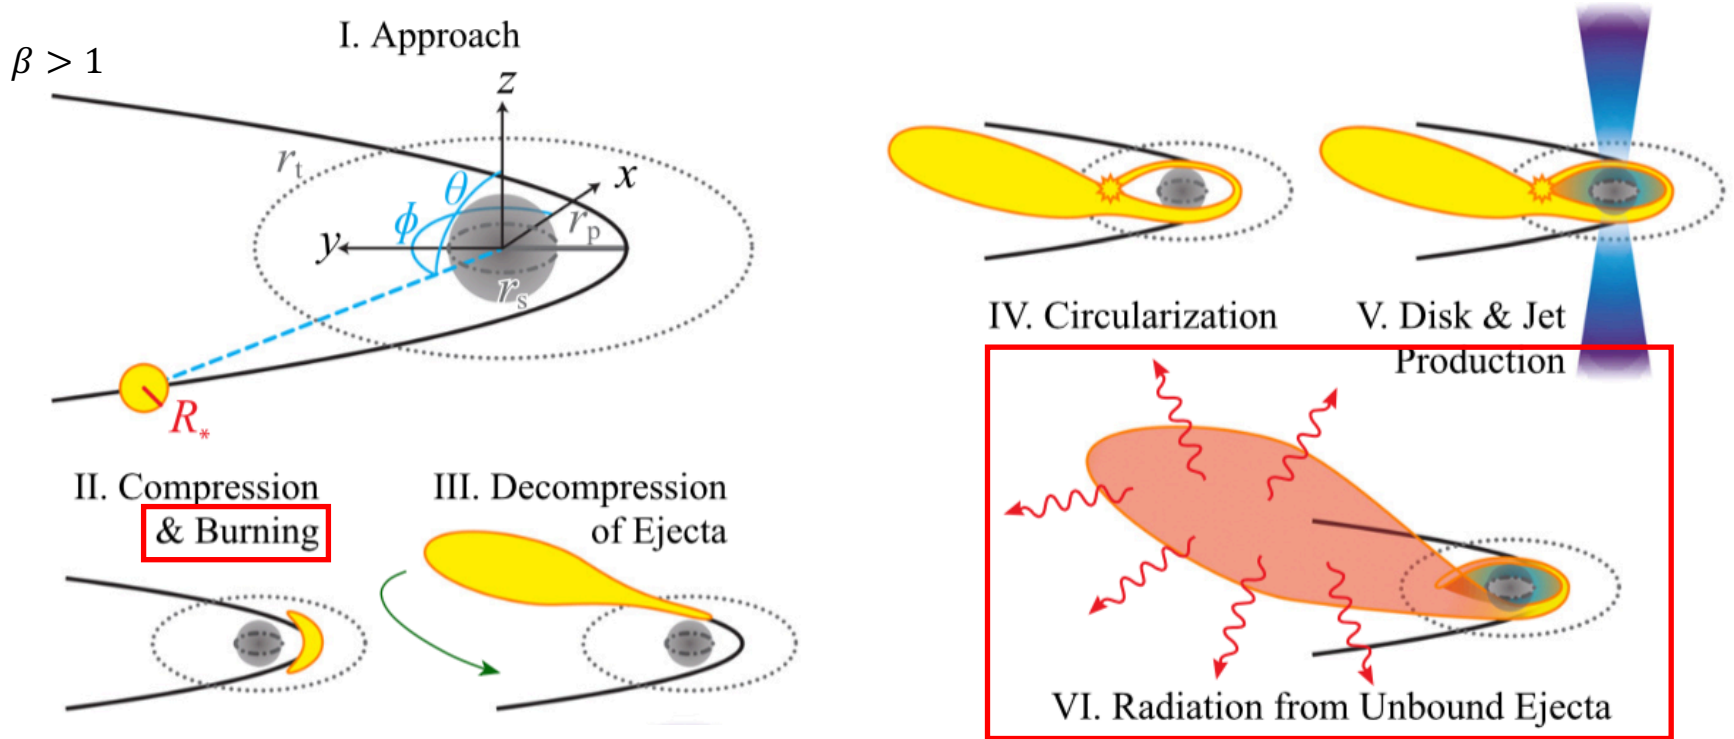 β > 1
I. Approach
z
x
y
r_t
θ
ϕ
r_p
r_s
R_*
II. Compression
& Burning
III. Decompression
of Ejecta
IV. Circularization
V. Disk & Jet
Production
VI. Radiation from Unbound Ejecta